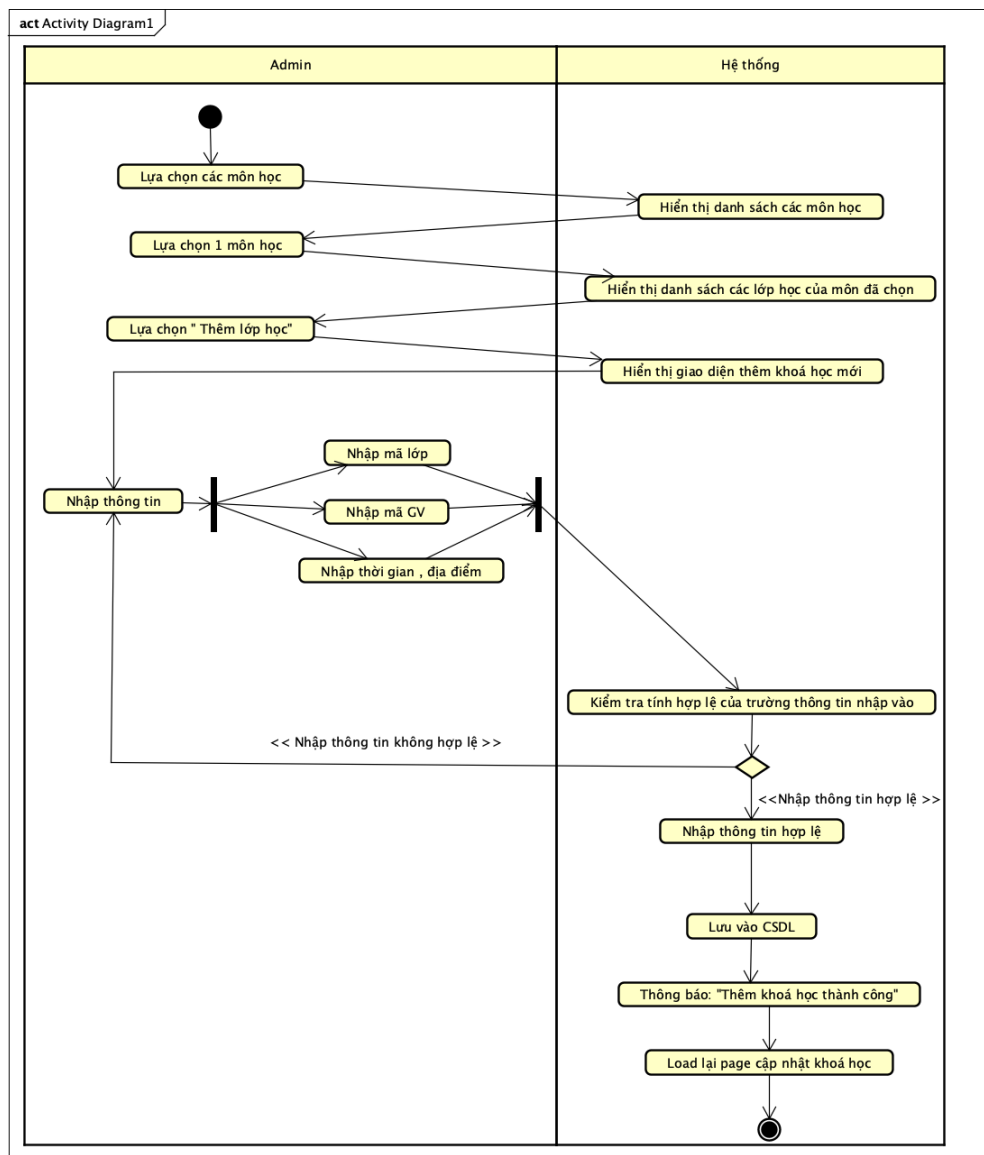 act Activity Diagram1
Admin
Hệ thống
Lựa chọn các môn học
Hiển thị danh sách các môn học
Lựa chọn 1 môn học
Hiển thị danh sách các lớp học của môn đã chọn
Lựa chọn " Thêm lớp học"
Hiển thị giao diện thêm khoá học mới
Nhập mã lớp
Nhập thông tin
Nhập mã GV
Nhập thời gian , địa điểm
Kiểm tra tính hợp lệ của trường thông tin nhập vào
<< Nhập thông tin không hợp lệ >>
<<Nhập thông tin hợp lệ >>
Nhập thông tin hợp lệ
Lưu vào CSDL
Thông báo: "Thêm khoá học thành công"
Load lại page cập nhật khoá học